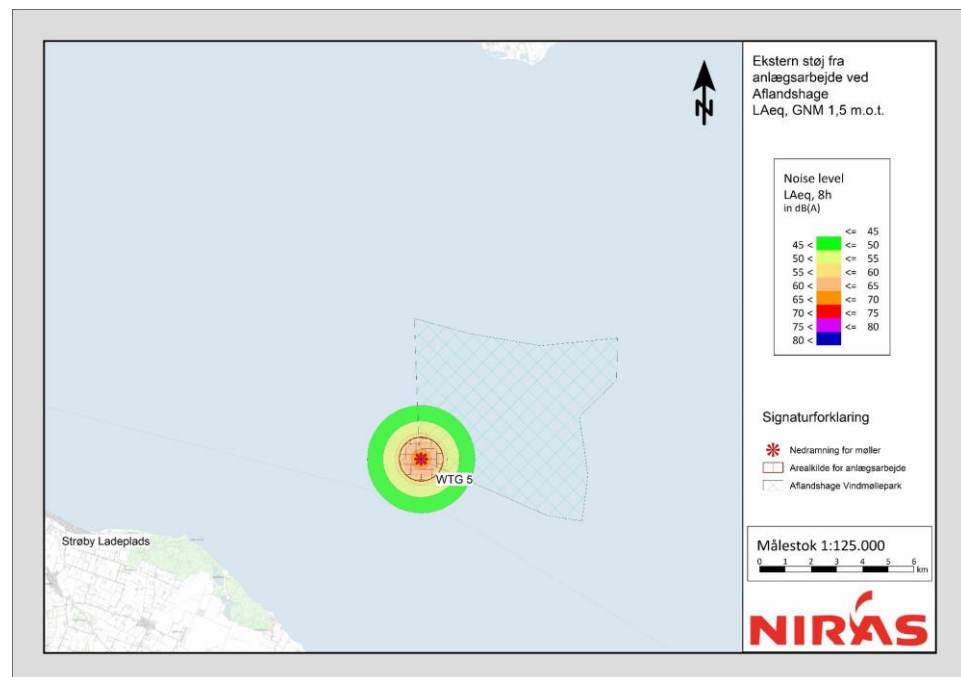 Ekstern støj fra
anlægsarbejde ved
Aflandshage
LAeq, GNM 1,5 m.o.t.
N
Noise level
LAeq, 8h
in dB(A)
<= 45
45 < <= 50
50 < <= 55
55 < <= 60
60 < <= 65
65 < <= 70
70 < <= 75
75 < <= 80
80 <
WTG 5
Strøby Ladeplads
Signaturforklaring
Nedramning for møller
Arealkilde for anlægsarbejde
Aflandshage Vindmøllepark
Målestok 1:125.000
0 1 2 3 4 5 6
km
NIRAS